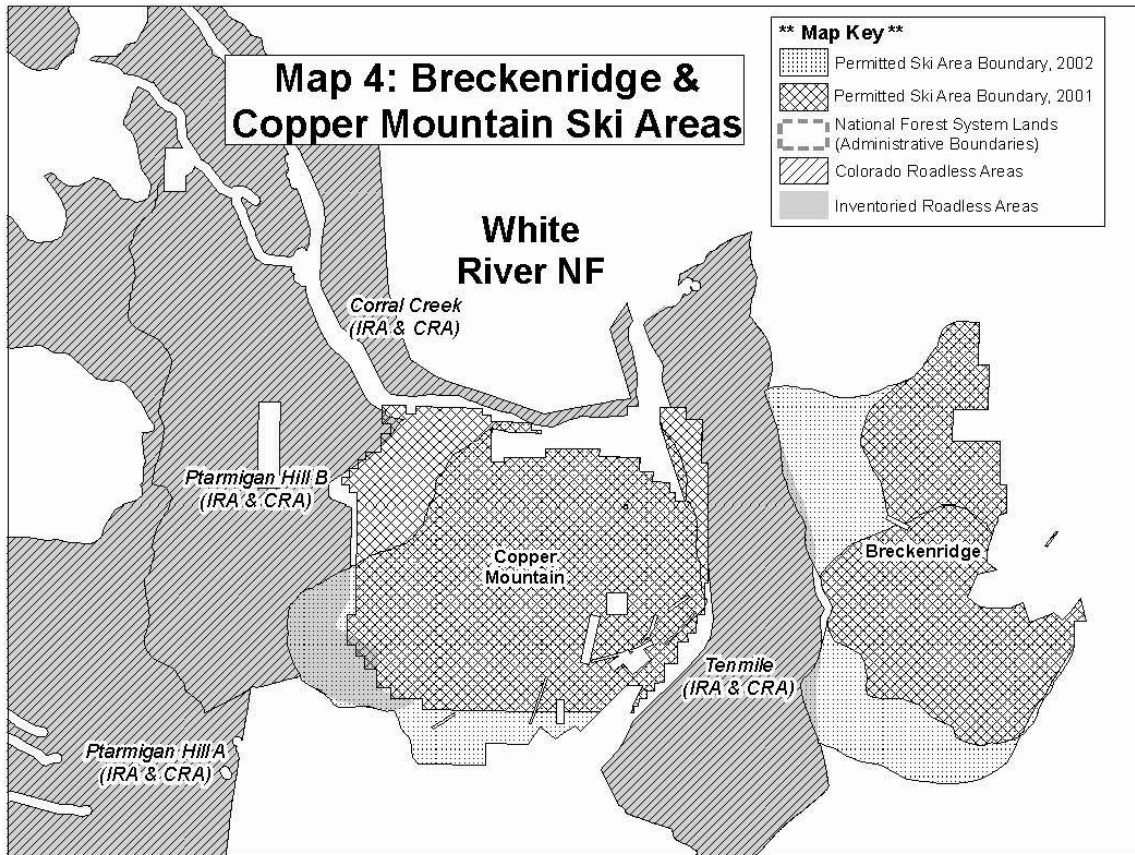 Map 4: Breckenridge &
Copper Mountain Ski Areas
** Map Key **
Permitted Ski Area Boundary, 2002
Permitted Ski Area Boundary, 2001
National Forest System Lands
(Administrative Boundaries)
Colorado Roadless Areas
Inventoried Roadless Areas
White
River NF
Corral Creek
(IRA & CRA)
Ptarmigan Hill B
(IRA & CRA)
Copper
Mountain
Breckenridge
Tenmile
(IRA & CRA)
Ptarmigan Hill A
(IRA & CRA)